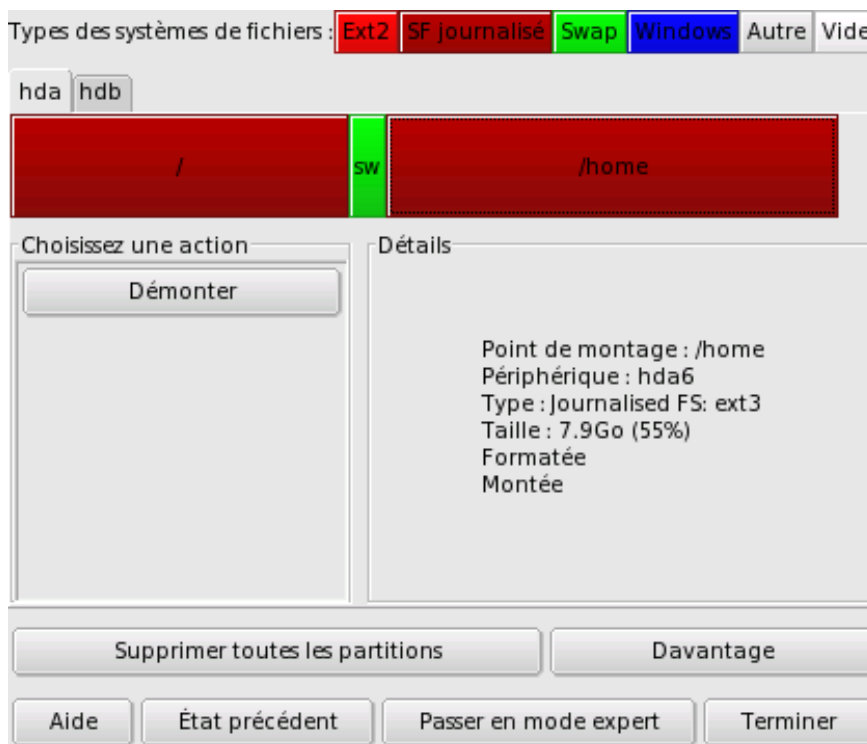 Types des systèmes de fichiers : Ext2 SF journalisé Swap Windows Autre Vide
hda hdb
/ sw /home
Choisissez une action
Démonter
Détails
Point de montage : /home
Périphérique : hda6
Type : Journalised FS: ext3
Taille : 7.9Go (55%)
Formatée
Montée
Supprimer toutes les partitions Davantage
Aide État précédent Passer en mode expert Terminer